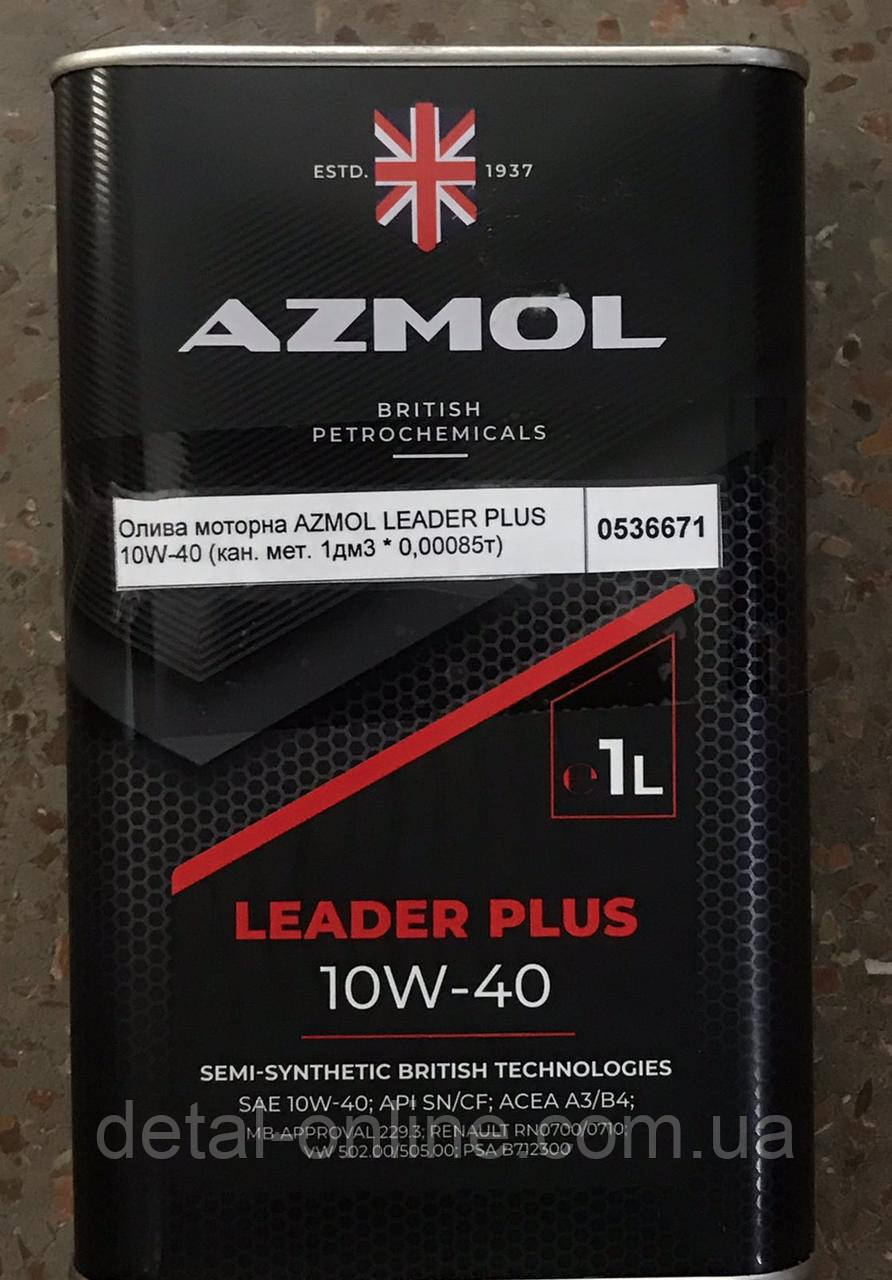 ESTD. 1937
AZMOL
BRITISH
PETROCHEMICALS
Олива моторна AZMOL LEADER PLUS
10W-40 (кан. мет. 1дм3 * 0,00085т)
0536671
e 1L
LEADER PLUS
10W-40
SEMI-SYNTHETIC BRITISH TECHNOLOGIES
SAE 10W-40; API SN/CF; ACEA A3/B4;
MB-APPROVAL 229.3; RENAULT RN0700/0710;
VW 502.00/505.00; PSA B712300
detal-online.com.ua